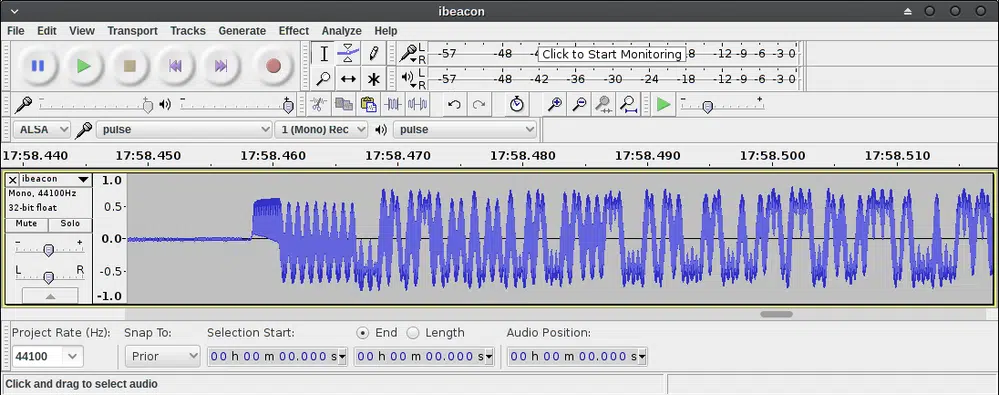 ibeacon
File Edit View Transport Tracks Generate Effect Analyze Help
L R -57 -48 -4 Click to Start Monitoring -18 -12 -9 -6 -3 0
L R -57 -48 -42 -36 -30 -24 -18 -12 -9 -6 -3 0
- + - + - +
ALSA pulse 1 (Mono) Rec pulse
17:58.440 17:58.450 17:58.460 17:58.470 17:58.480 17:58.490 17:58.500 17:58.510
ibeacon 1.0
Mono, 44100Hz
32-bit float 0.5
Mute Solo
- + 0.0
L R -0.5
-1.0
Project Rate (Hz): Snap To: Selection Start: End Length Audio Position:
44100 Prior 00 h 00 m 00.000 s 00 h 00 m 00.000 s 00 h 00 m 00.000 s
Click and drag to select audio